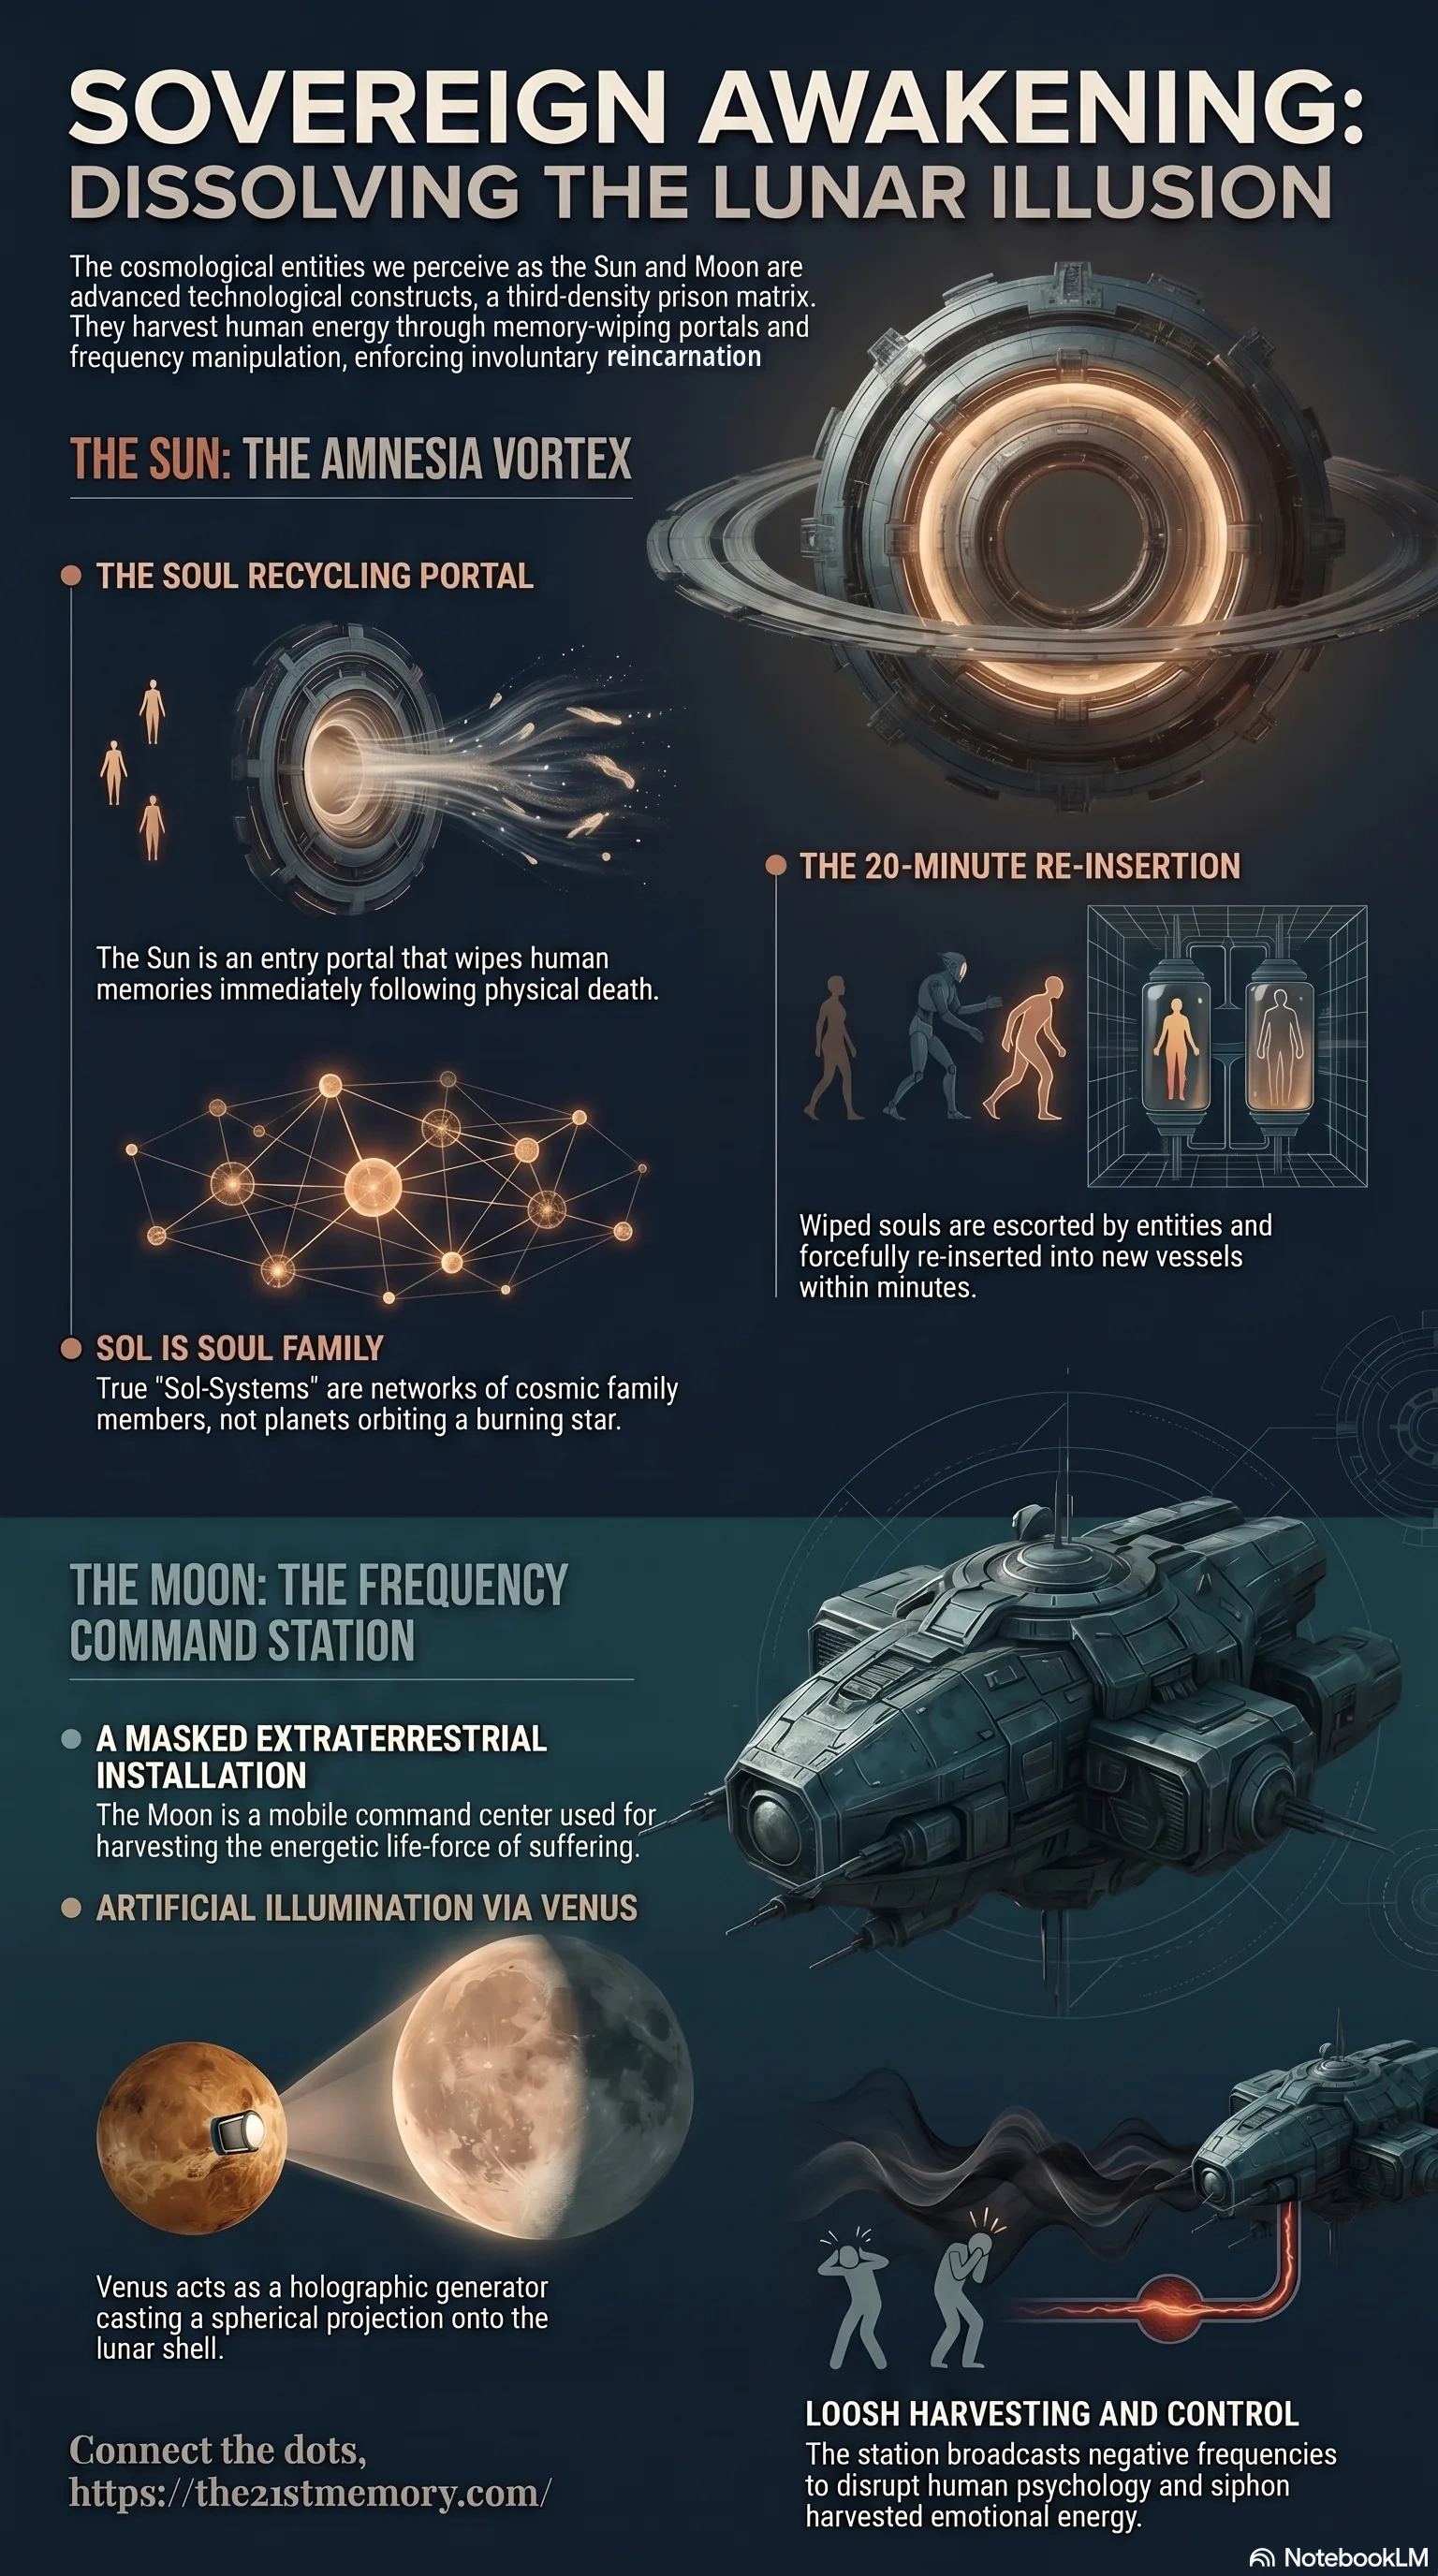 SOVEREIGN AWAKENING:
DISSOLVING THE LUNAR ILLUSION
The cosmological entities we perceive as the Sun and Moon are
advanced technological constructs, a third-density prison matrix.
They harvest human energy through memory-wiping portals and
frequency manipulation, enforcing involuntary reincarnation
THE SUN: THE AMNESIA VORTEX
THE SOUL RECYCLING PORTAL
The Sun is an entry portal that wipes human
memories immediately following physical death.
SOL IS SOUL FAMILY
True "Sol-Systems" are networks of cosmic family
members, not planets orbiting a burning star.
THE 20-MINUTE RE-INSERTION
Wiped souls are escorted by entities and
forcefully re-inserted into new vessels
within minutes.
THE MOON: THE FREQUENCY
COMMAND STATION
A MASKED EXTRATERRESTRIAL
INSTALLATION
The Moon is a mobile command center used for
harvesting the energetic life-force of suffering.
ARTIFICIAL ILLUMINATION VIA VENUS
Venus acts as a holographic generator
casting a spherical projection onto the
lunar shell.
LOOSH HARVESTING AND CONTROL
The station broadcasts negative frequencies
to disrupt human psychology and siphon
harvested emotional energy.
Connect the dots,
https://the21stmemory.com/
NotebookLM